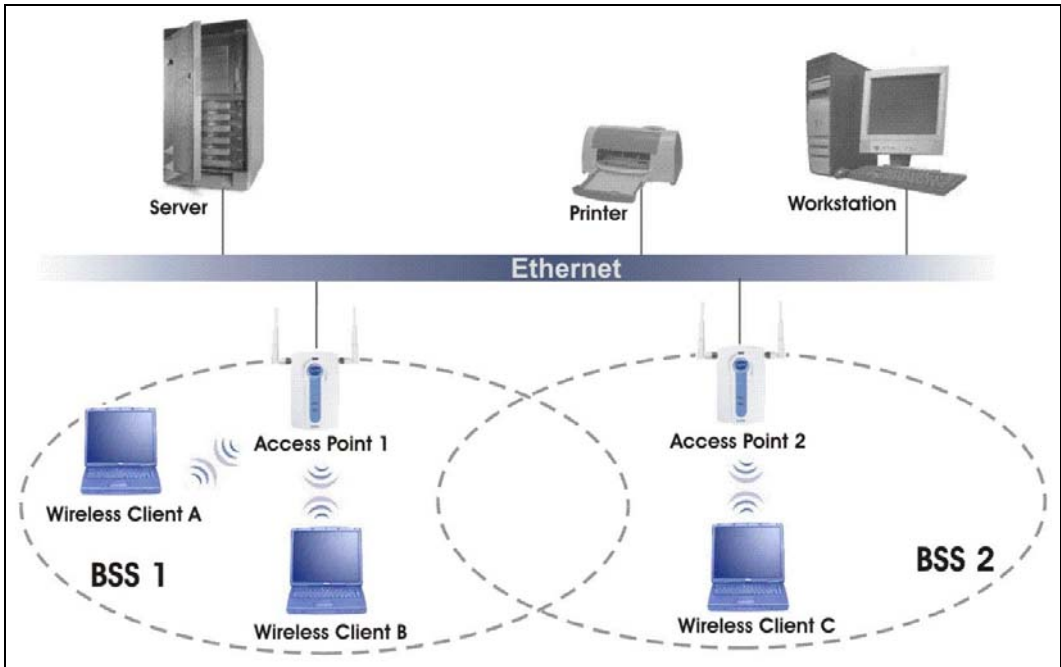 Server
Printer
Workstation
Ethernet
Access Point 1
Access Point 2
Wireless Client A
BSS 1
BSS 2
Wireless Client B
Wireless Client C